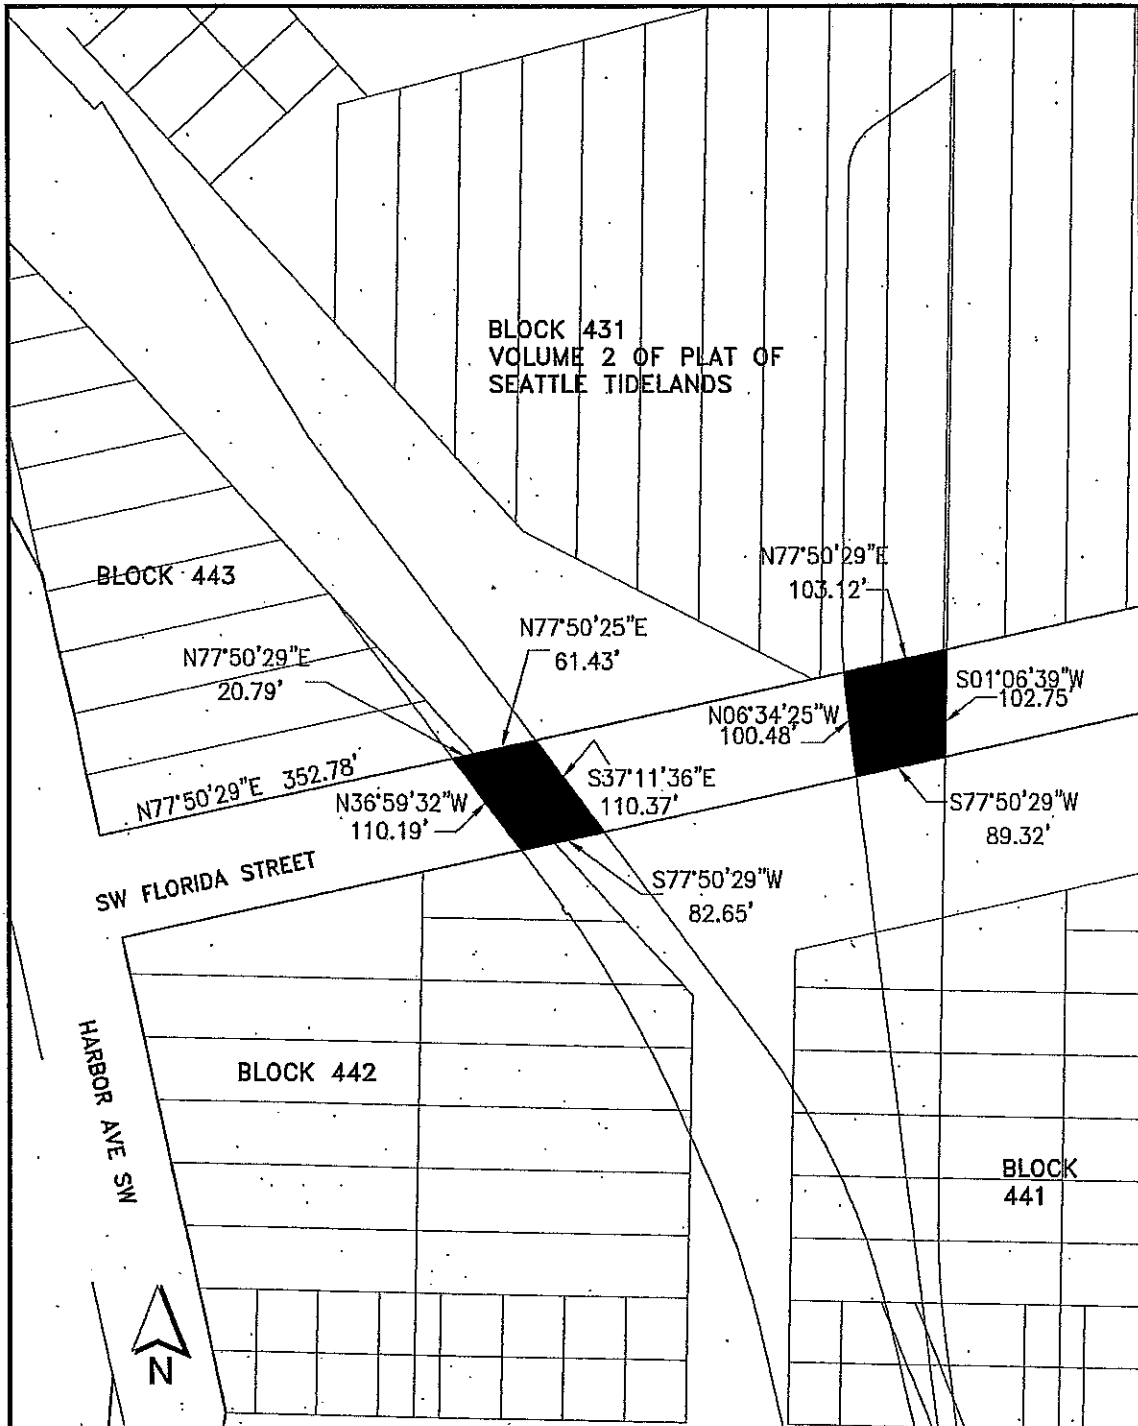 BLOCK 431
VOLUME 2 OF PLAT OF
SEATTLE TIDELANDS
N77°50'29"E
103.12'
BLOCK 443
N77°50'25"E
61.43'
N77°50'29"E
20.79'
S01°06'39"W
102.75'
N06°34'25"W
100.48'
N77°50'29"E 352.78'
S37°11'36"E
110.37'
N36°59'32"W
110.19'
S77°50'29"W
89.32'
SW FLORIDA STREET
S77°50'29"W
82.65'
HARBOR AVE SW
BLOCK 442
BLOCK
441
N